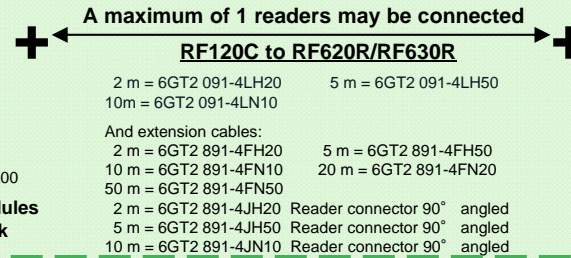 A maximum of 1 readers may be connected
RF120C to RF620R/RF630R
2 m = 6GT2 091-4LH20 5 m = 6GT2 091-4LH50
10m = 6GT2 091-4LN10
And extension cables:
2 m = 6GT2 891-4FH20 5 m = 6GT2 891-4FH50
10 m = 6GT2 891-4FN10 20 m = 6GT2 891-4FN20
50 m = 6GT2 891-4FN50
2 m = 6GT2 891-4JH20 Reader connector 90° angled
5 m = 6GT2 891-4JH50 Reader connector 90° angled
10 m = 6GT2 891-4JN10 Reader connector 90° angled